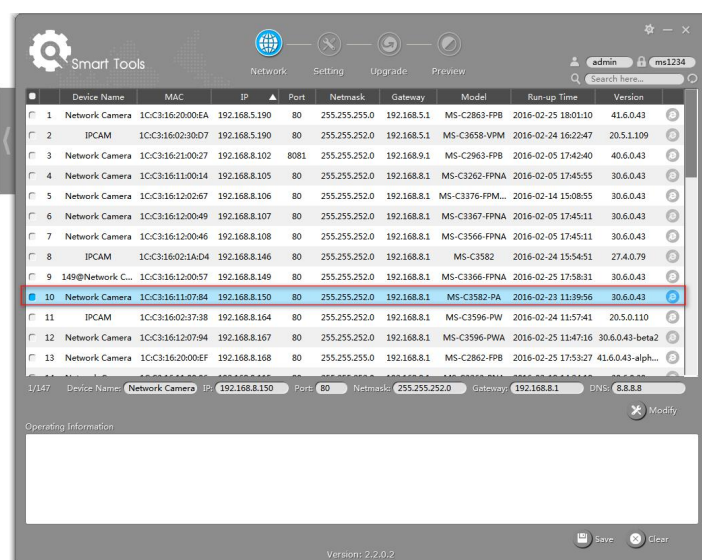 Smart Tools
Network Setting Upgrade Preview
admin ms1234
Search here...
Device Name MAC IP Port Netmask Gateway Model Run-up Time Version
1 Network Camera 1C:C3:16:20:00:EA 192.168.5.190 80 255.255.255.0 192.168.5.1 MS-C2863-FPB 2016-02-25 18:01:10 41.6.0.43
2 IPCAM 1C:C3:16:02:30:D7 192.168.5.190 80 255.255.255.0 192.168.5.1 MS-C3658-VPM 2016-02-24 16:22:47 20.5.1.109
3 Network Camera 1C:C3:16:21:00:27 192.168.8.102 8081 255.255.255.0 192.168.9.1 MS-C2963-FPB 2016-02-05 17:42:40 40.6.0.43
4 Network Camera 1C:C3:16:11:00:14 192.168.8.105 80 255.255.252.0 192.168.8.1 MS-C3262-FPNA 2016-02-05 17:45:55 30.6.0.43
5 Network Camera 1C:C3:16:12:02:67 192.168.8.106 80 255.255.252.0 192.168.8.1 MS-C3376-FPM... 2016-02-14 15:08:55 30.6.0.43
6 Network Camera 1C:C3:16:12:00:49 192.168.8.107 80 255.255.252.0 192.168.8.1 MS-C3367-FPNA 2016-02-05 17:45:11 30.6.0.43
7 Network Camera 1C:C3:16:12:00:46 192.168.8.108 80 255.255.252.0 192.168.8.1 MS-C3566-FPNA 2016-02-05 17:45:11 30.6.0.43
8 IPCAM 1C:C3:16:02:1A:D4 192.168.8.146 80 255.255.252.0 192.168.8.1 MS-C3582 2016-02-24 15:54:51 27.4.0.79
9 149@Network C... 1C:C3:16:12:00:57 192.168.8.149 80 255.255.252.0 192.168.8.1 MS-C3366-FPNA 2016-02-25 17:58:31 30.6.0.43
10 Network Camera 1C:C3:16:11:07:84 192.168.8.150 80 255.255.252.0 192.168.8.1 MS-C3582-PA 2016-02-23 11:39:56 30.6.0.43
11 IPCAM 1C:C3:16:02:37:38 192.168.8.164 80 255.255.252.0 192.168.8.1 MS-C3596-PW 2016-02-24 11:57:41 20.5.0.110
12 Network Camera 1C:C3:16:12:07:94 192.168.8.167 80 255.255.252.0 192.168.8.1 MS-C3596-PWA 2016-02-25 11:47:16 30.6.0.43-beta2
13 Network Camera 1C:C3:16:20:00:EF 192.168.8.168 80 255.255.252.0 192.168.8.1 MS-C2862-FPB 2016-02-25 17:53:27 41.6.0.43-alph...
1/147 Device Name: Network Camera IP: 192.168.8.150 Port: 80 Netmask: 255.255.252.0 Gateway: 192.168.8.1 DNS: 8.8.8.8
Modify
Operating Information
Save Clear
Version: 2.2.0.2